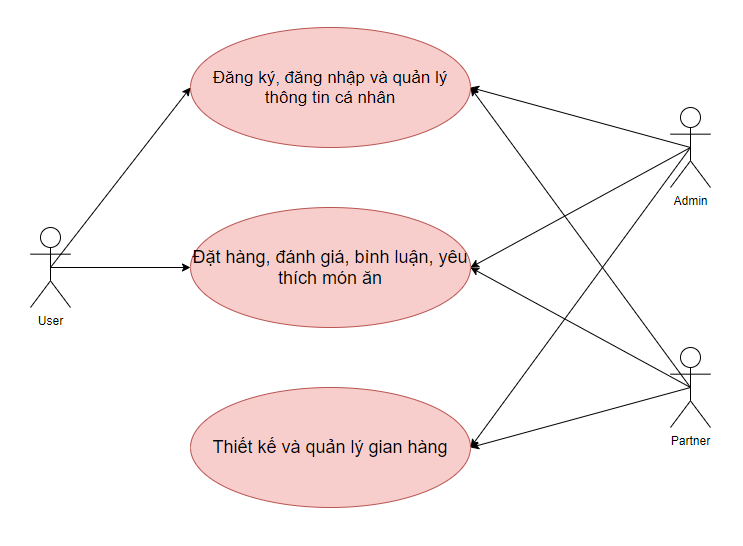 Đăng ký, đăng nhập và quản lý
thông tin cá nhân
Admin
Đặt hàng, đánh giá, bình luận, yêu
thích món ăn
User
Partner
Thiết kế và quản lý gian hàng